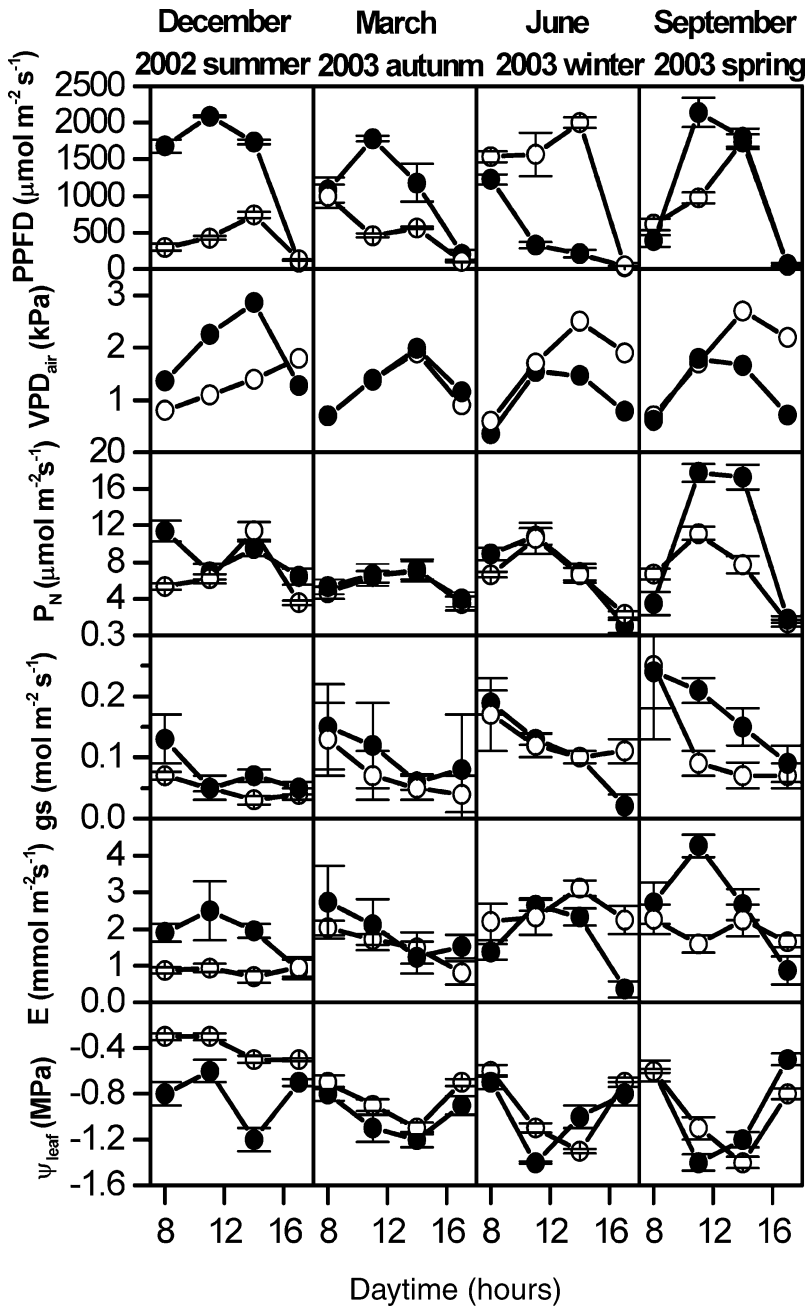 December March June September
2002 summer 2003 autunm 2003 winter 2003 spring
PPFD (μmol m⁻² s⁻¹)
2500
2000
1500
1000
500
0
VPDair (kPa)
3
2
1
PN (μmol m⁻²s⁻¹)
20
16
12
8
4
gs (mol m⁻² s⁻¹)
0.3
0.2
0.1
0.0
E (mmol m⁻²s⁻¹)
4
3
2
1
0.0
ψleaf (MPa)
-0.4
-0.8
-1.2
-1.6
8 12 16 8 12 16 8 12 16 8 12 16
Daytime (hours)